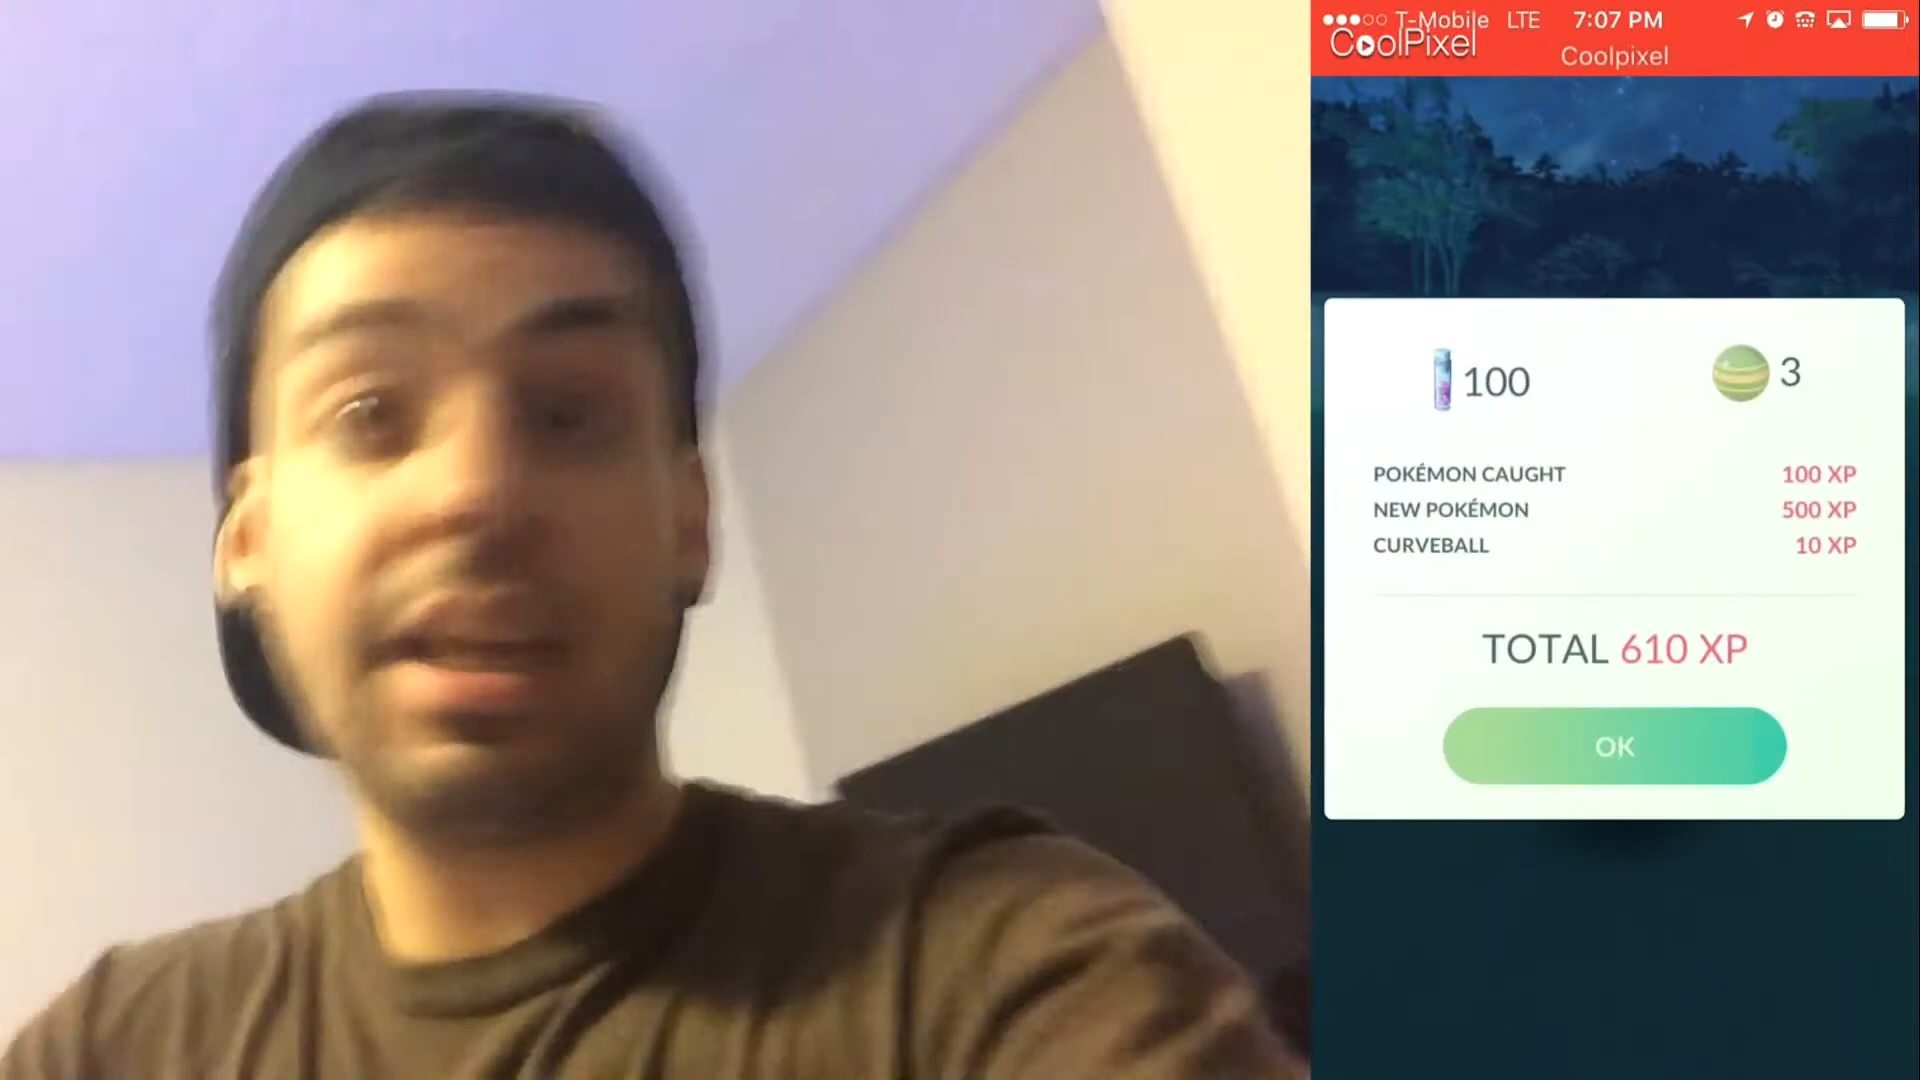 T-Mobile LTE 7:07 PM
CoolPixel
Coolpixel
100
3
POKÉMON CAUGHT 100 XP
NEW POKÉMON 500 XP
CURVEBALL 10 XP
TOTAL 610 XP
OK